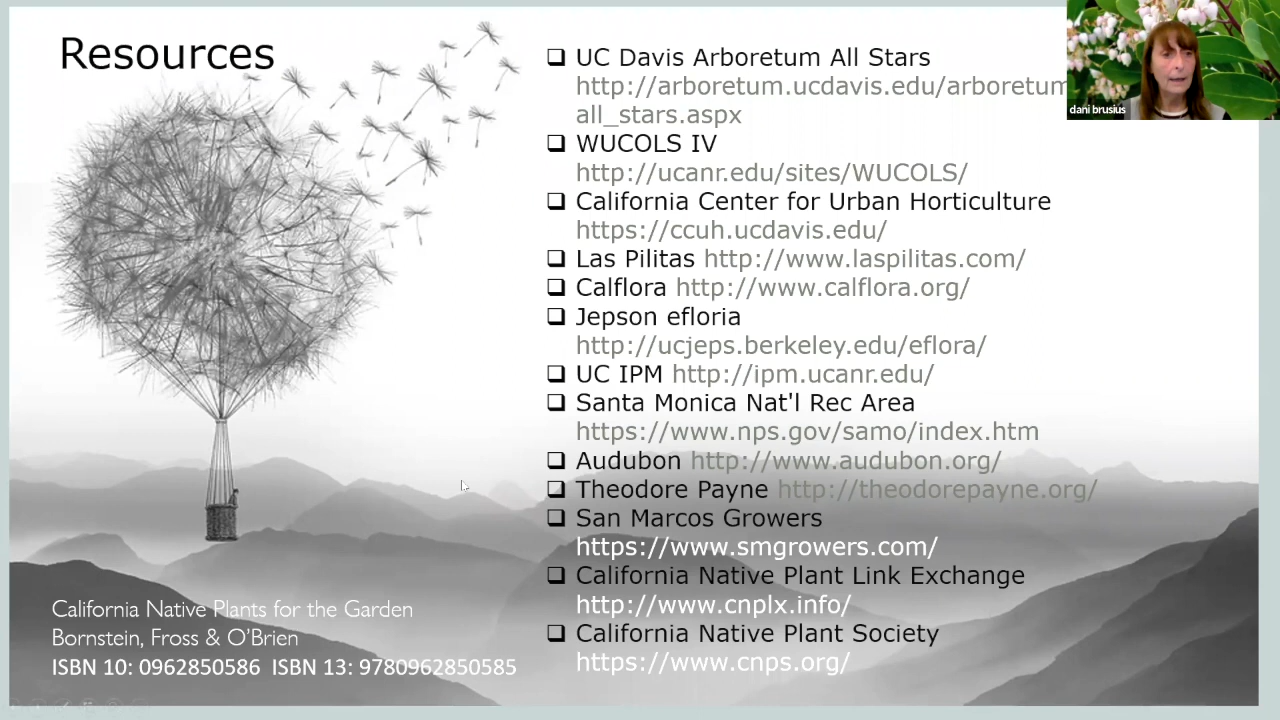 Resources
❑ UC Davis Arboretum All Stars
http://arboretum.ucdavis.edu/arboretum
all_stars.aspx
❑ WUCOLS IV
http://ucanr.edu/sites/WUCOLS/
❑ California Center for Urban Horticulture
https://ccuh.ucdavis.edu/
❑ Las Pilitas http://www.laspilitas.com/
❑ Calflora http://www.calflora.org/
❑ Jepson efloria
http://ucjeps.berkeley.edu/eflora/
❑ UC IPM http://ipm.ucanr.edu/
❑ Santa Monica Nat'l Rec Area
https://www.nps.gov/samo/index.htm
❑ Audubon http://www.audubon.org/
❑ Theodore Payne http://theodorepayne.org/
❑ San Marcos Growers
https://www.smgrowers.com/
❑ California Native Plant Link Exchange
http://www.cnplx.info/
❑ California Native Plant Society
https://www.cnps.org/
California Native Plants for the Garden
Bornstein, Fross & O’Brien
ISBN 10: 0962850586 ISBN 13: 9780962850585
dani brusius